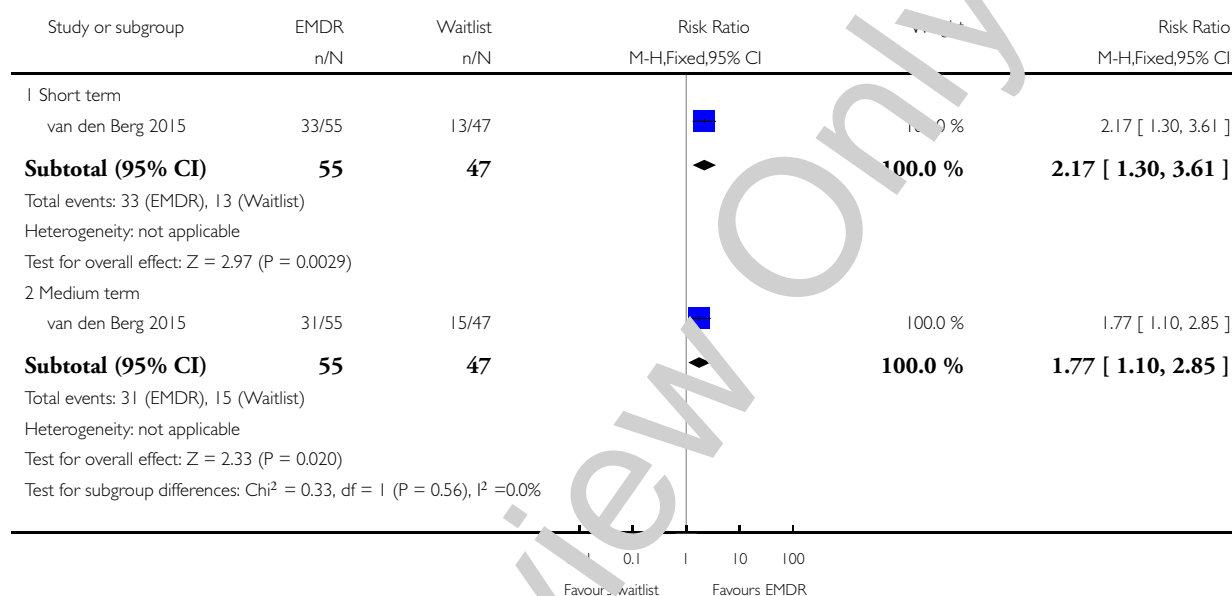 Study or subgroup EMDR Waitlist Risk Ratio Risk Ratio
n/N n/N M-H,Fixed,95% CI M-H,Fixed,95% CI
1 Short term
van den Berg 2015 33/55 13/47 2.17 [ 1.30, 3.61 ]
Subtotal (95% CI) 55 47 100.0 % 2.17 [ 1.30, 3.61 ]
Total events: 33 (EMDR), 13 (Waitlist)
Heterogeneity: not applicable
Test for overall effect: Z = 2.97 (P = 0.0029)
2 Medium term
van den Berg 2015 31/55 15/47 100.0 % 1.77 [ 1.10, 2.85 ]
Subtotal (95% CI) 55 47 100.0 % 1.77 [ 1.10, 2.85 ]
Total events: 31 (EMDR), 15 (Waitlist)
Heterogeneity: not applicable
Test for overall effect: Z = 2.33 (P = 0.020)
Test for subgroup differences: Chi² = 0.33, df = 1 (P = 0.56), I² =0.0%
0.1 1 10 100
Favours waitlist Favours EMDR
view Only